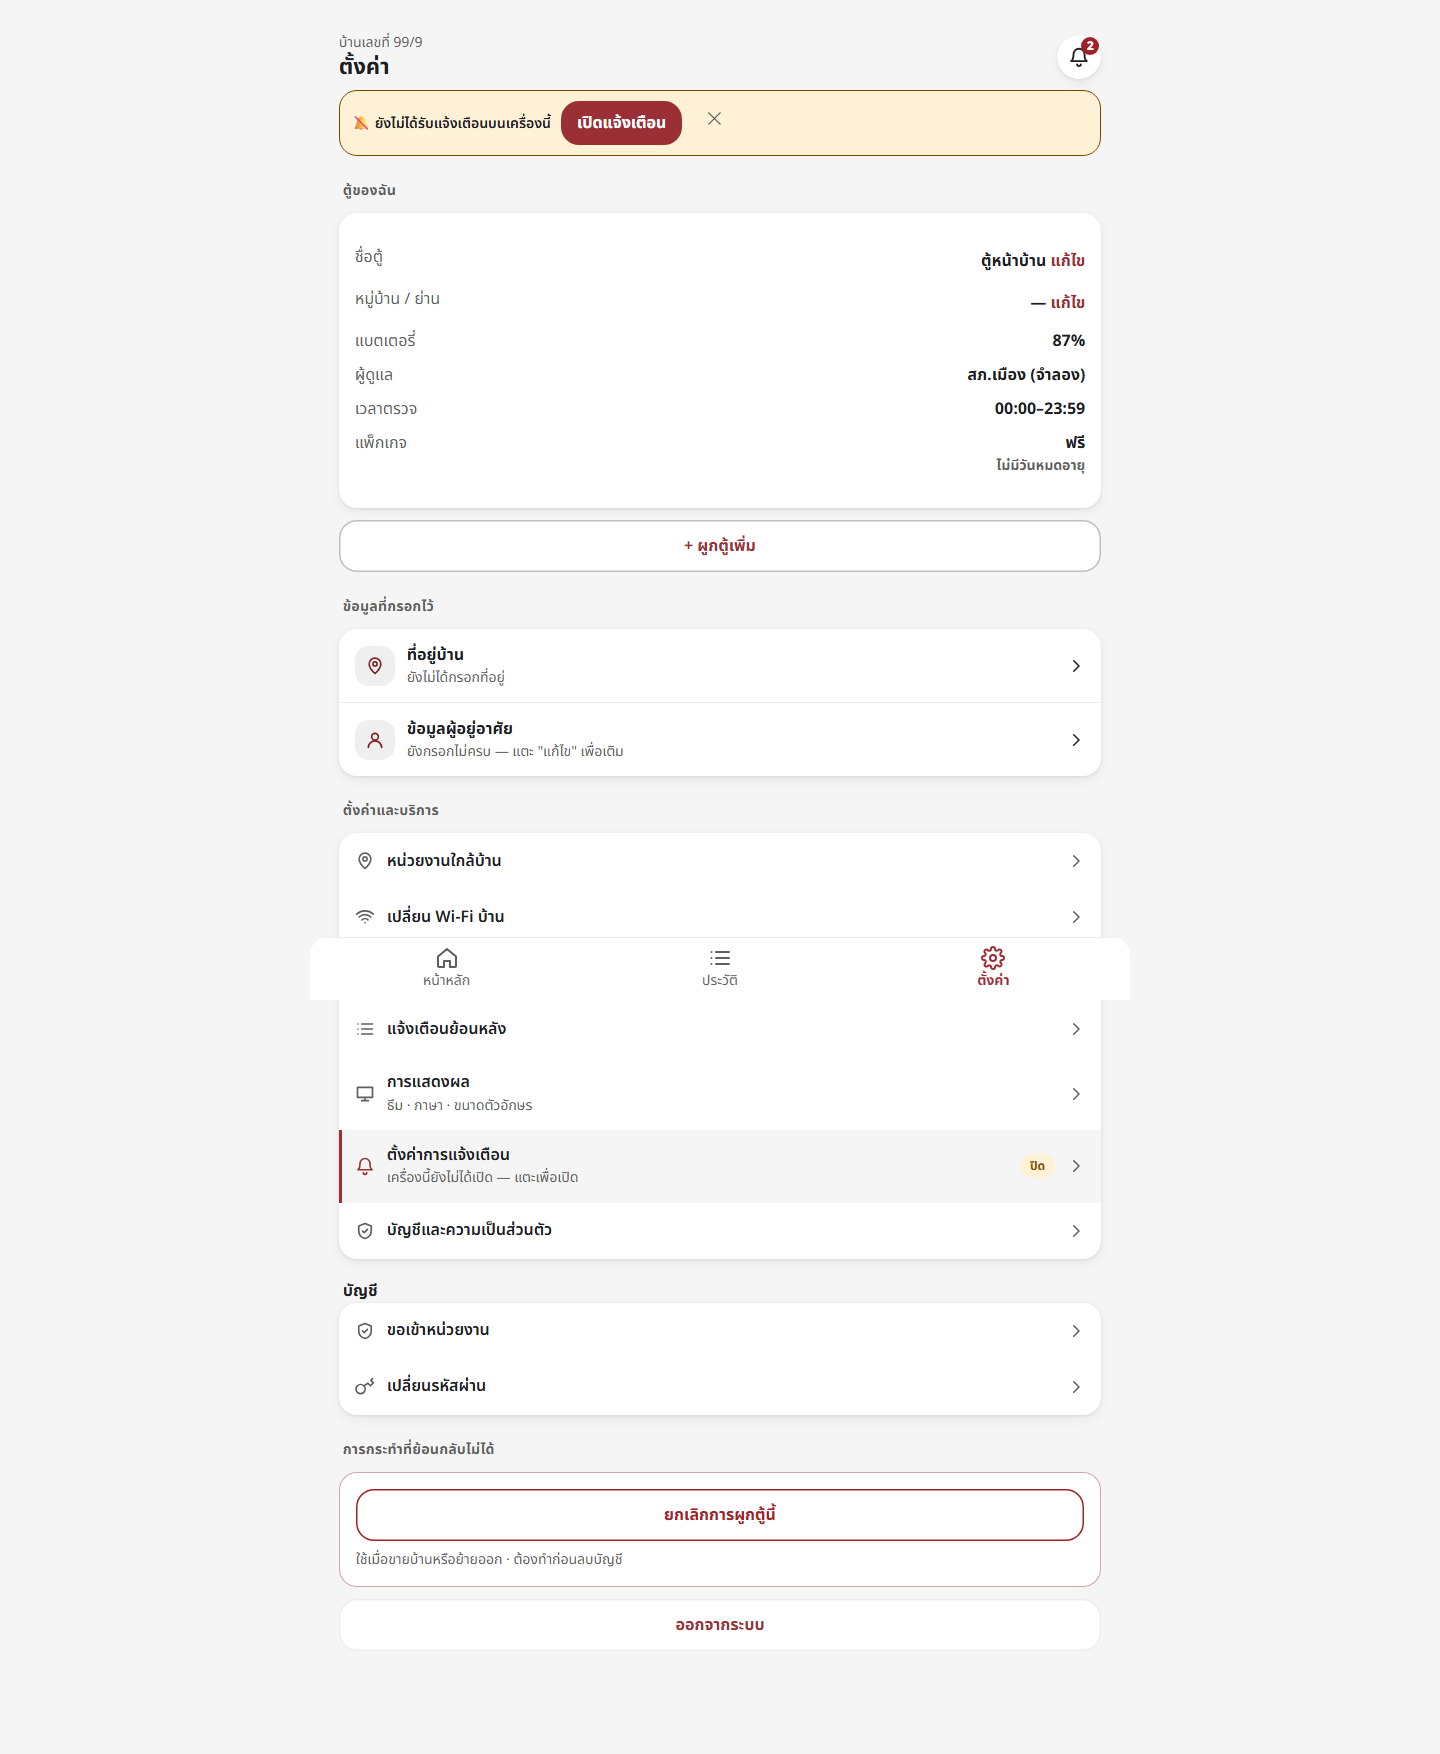 บ้านเลขที่ 99/9
ตั้งค่า
2
ยังไม่ได้รับแจ้งเตือนบนเครื่องนี้
เปิดแจ้งเตือน
ตู้ของฉัน
ชื่อตู้
ตู้หน้าบ้าน แก้ไข
หมู่บ้าน / ย่าน
— แก้ไข
แบตเตอรี่
87%
ผู้ดูแล
สภ.เมือง (จำลอง)
เวลาตรวจ
00:00–23:59
แพ็กเกจ
ฟรี
ไม่มีวันหมดอายุ
+ ผูกตู้เพิ่ม
ข้อมูลที่กรอกไว้
ที่อยู่บ้าน
ยังไม่ได้กรอกที่อยู่
ข้อมูลผู้อยู่อาศัย
ยังกรอกไม่ครบ — แตะ "แก้ไข" เพื่อเติม
ตั้งค่าและบริการ
หน่วยงานใกล้บ้าน
เปลี่ยน Wi-Fi บ้าน
หน้าหลัก
ประวัติ
ตั้งค่า
แจ้งเตือนย้อนหลัง
การแสดงผล
ธีม · ภาษา · ขนาดตัวอักษร
ตั้งค่าการแจ้งเตือน
เครื่องนี้ยังไม่ได้เปิด — แตะเพื่อเปิด
ปิด
บัญชีและความเป็นส่วนตัว
บัญชี
ขอเข้าหน่วยงาน
เปลี่ยนรหัสผ่าน
การกระทำที่ย้อนกลับไม่ได้
ยกเลิกการผูกตู้นี้
ใช้เมื่อขายบ้านหรือย้ายออก · ต้องทำก่อนลบบัญชี
ออกจากระบบ